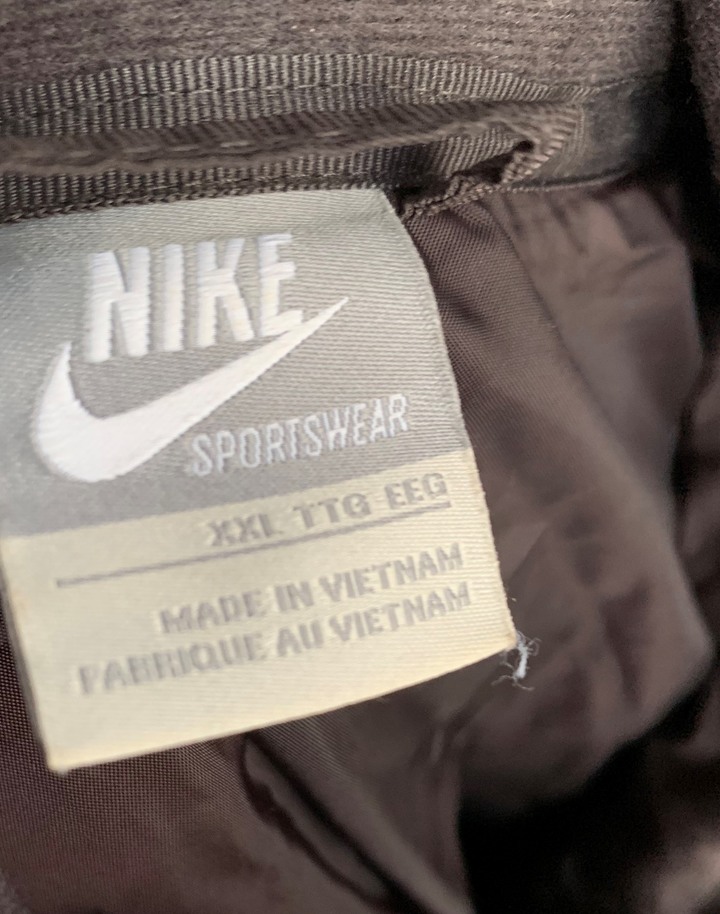 NIKE
SPORTSWEAR
XXL TTG EEG
MADE IN VIETNAM
FABRIQUE AU VIETNAM